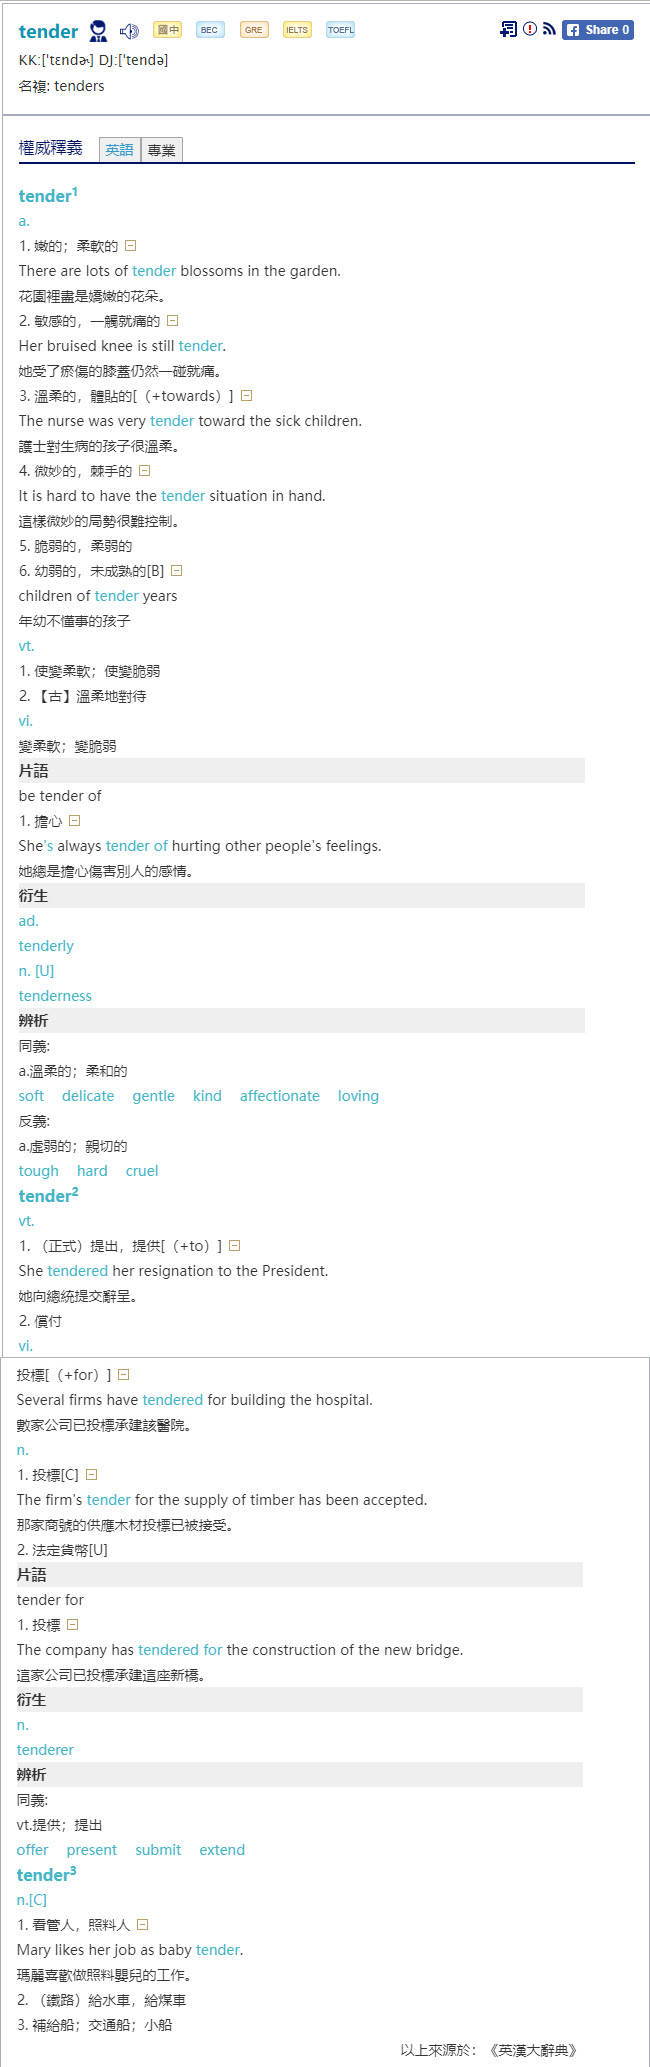 tender 國中 BEC GRE IELTS TOEFL Share 0
KK:[ˈtɛndɚ] DJ:[ˈtendə]
名複: tenders
權威釋義 英語 專業
tender1
a.
1. 嫩的；柔軟的
There are lots of tender blossoms in the garden.
花園裡盡是嬌嫩的花朵。
2. 敏感的，一觸就痛的
Her bruised knee is still tender.
她受了瘀傷的膝蓋仍然一碰就痛。
3. 溫柔的，體貼的[（+towards）]
The nurse was very tender toward the sick children.
護士對生病的孩子很溫柔。
4. 微妙的，棘手的
It is hard to have the tender situation in hand.
這樣微妙的局勢很難控制。
5. 脆弱的，柔弱的
6. 幼弱的，未成熟的[B]
children of tender years
年幼不懂事的孩子
vt.
1. 使變柔軟；使變脆弱
2. 【古】溫柔地對待
vi.
變柔軟；變脆弱
片語
be tender of
1. 擔心
She's always tender of hurting other people's feelings.
她總是擔心傷害別人的感情。
衍生
ad.
tenderly
n. [U]
tenderness
辨析
同義:
a.溫柔的；柔和的
soft delicate gentle kind affectionate loving
反義:
a.虛弱的；親切的
tough hard cruel
tender2
vt.
1. （正式）提出，提供[（+to）]
She tendered her resignation to the President.
她向總統提交辭呈。
2. 償付
vi.
投標[（+for）]
Several firms have tendered for building the hospital.
數家公司已投標承建該醫院。
n.
1. 投標[C]
The firm's tender for the supply of timber has been accepted.
那家商號的供應木材投標已被接受。
2. 法定貨幣[U]
片語
tender for
1. 投標
The company has tendered for the construction of the new bridge.
這家公司已投標承建這座新橋。
衍生
n.
tenderer
辨析
同義:
vt.提供；提出
offer present submit extend
tender3
n.[C]
1. 看管人，照料人
Mary likes her job as baby tender.
瑪麗喜歡做照料嬰兒的工作。
2. （鐵路）給水車，給煤車
3. 補給船；交通船；小船
以上來源於：《英漢大辭典》